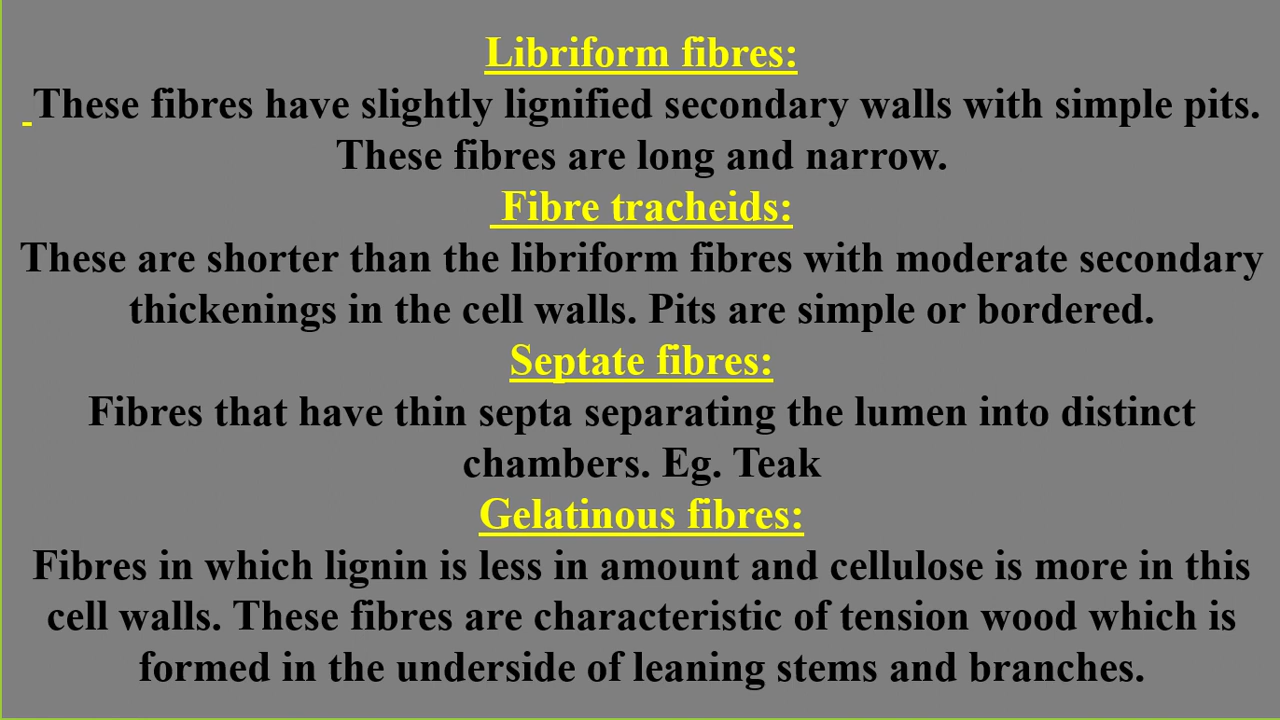 Libriform fibres:
These fibres have slightly lignified secondary walls with simple pits.
These fibres are long and narrow.
Fibre tracheids:
These are shorter than the libriform fibres with moderate secondary
thickenings in the cell walls. Pits are simple or bordered.
Septate fibres:
Fibres that have thin septa separating the lumen into distinct
chambers. Eg. Teak
Gelatinous fibres:
Fibres in which lignin is less in amount and cellulose is more in this
cell walls. These fibres are characteristic of tension wood which is
formed in the underside of leaning stems and branches.